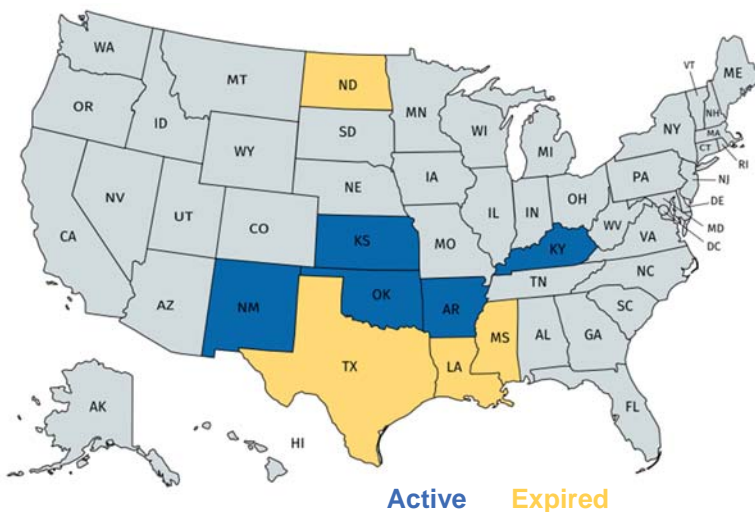 WA
MT
ND
MN
VT
ME
OR
ID
SD
WI
NH
NY
MA
WY
MI
CT
RI
NE
IA
PA
NJ
NV
UT
CO
IL
IN
OH
DE
CA
KS
MO
WV
VA
MD
KY
DC
AZ
NM
OK
AR
TN
NC
SC
TX
LA
MS
AL
GA
AK
HI
FL
Active Expired